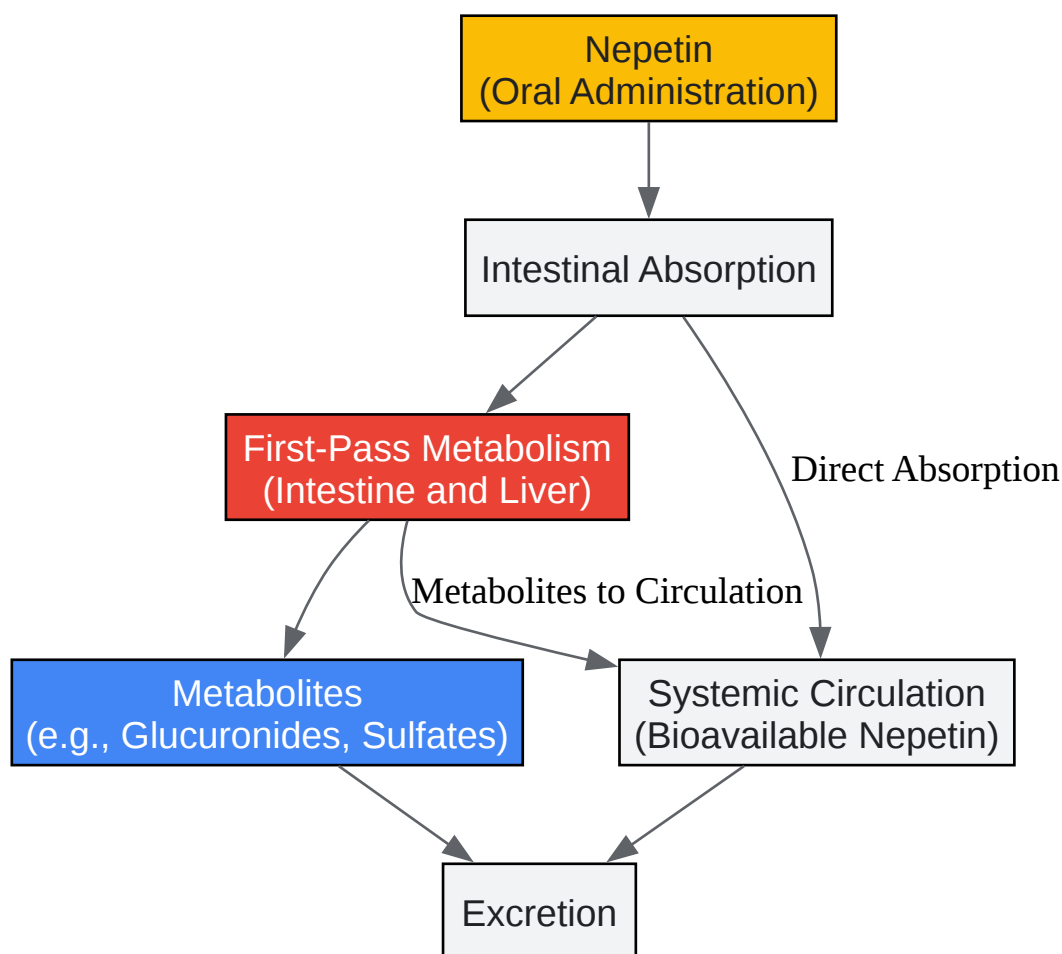 Nepetin
(Oral Administration)
Intestinal Absorption
First-Pass Metabolism
(Intestine and Liver)
Direct Absorption
Metabolites to Circulation
Metabolites
(e.g., Glucuronides, Sulfates)
Systemic Circulation
(Bioavailable Nepetin)
Excretion